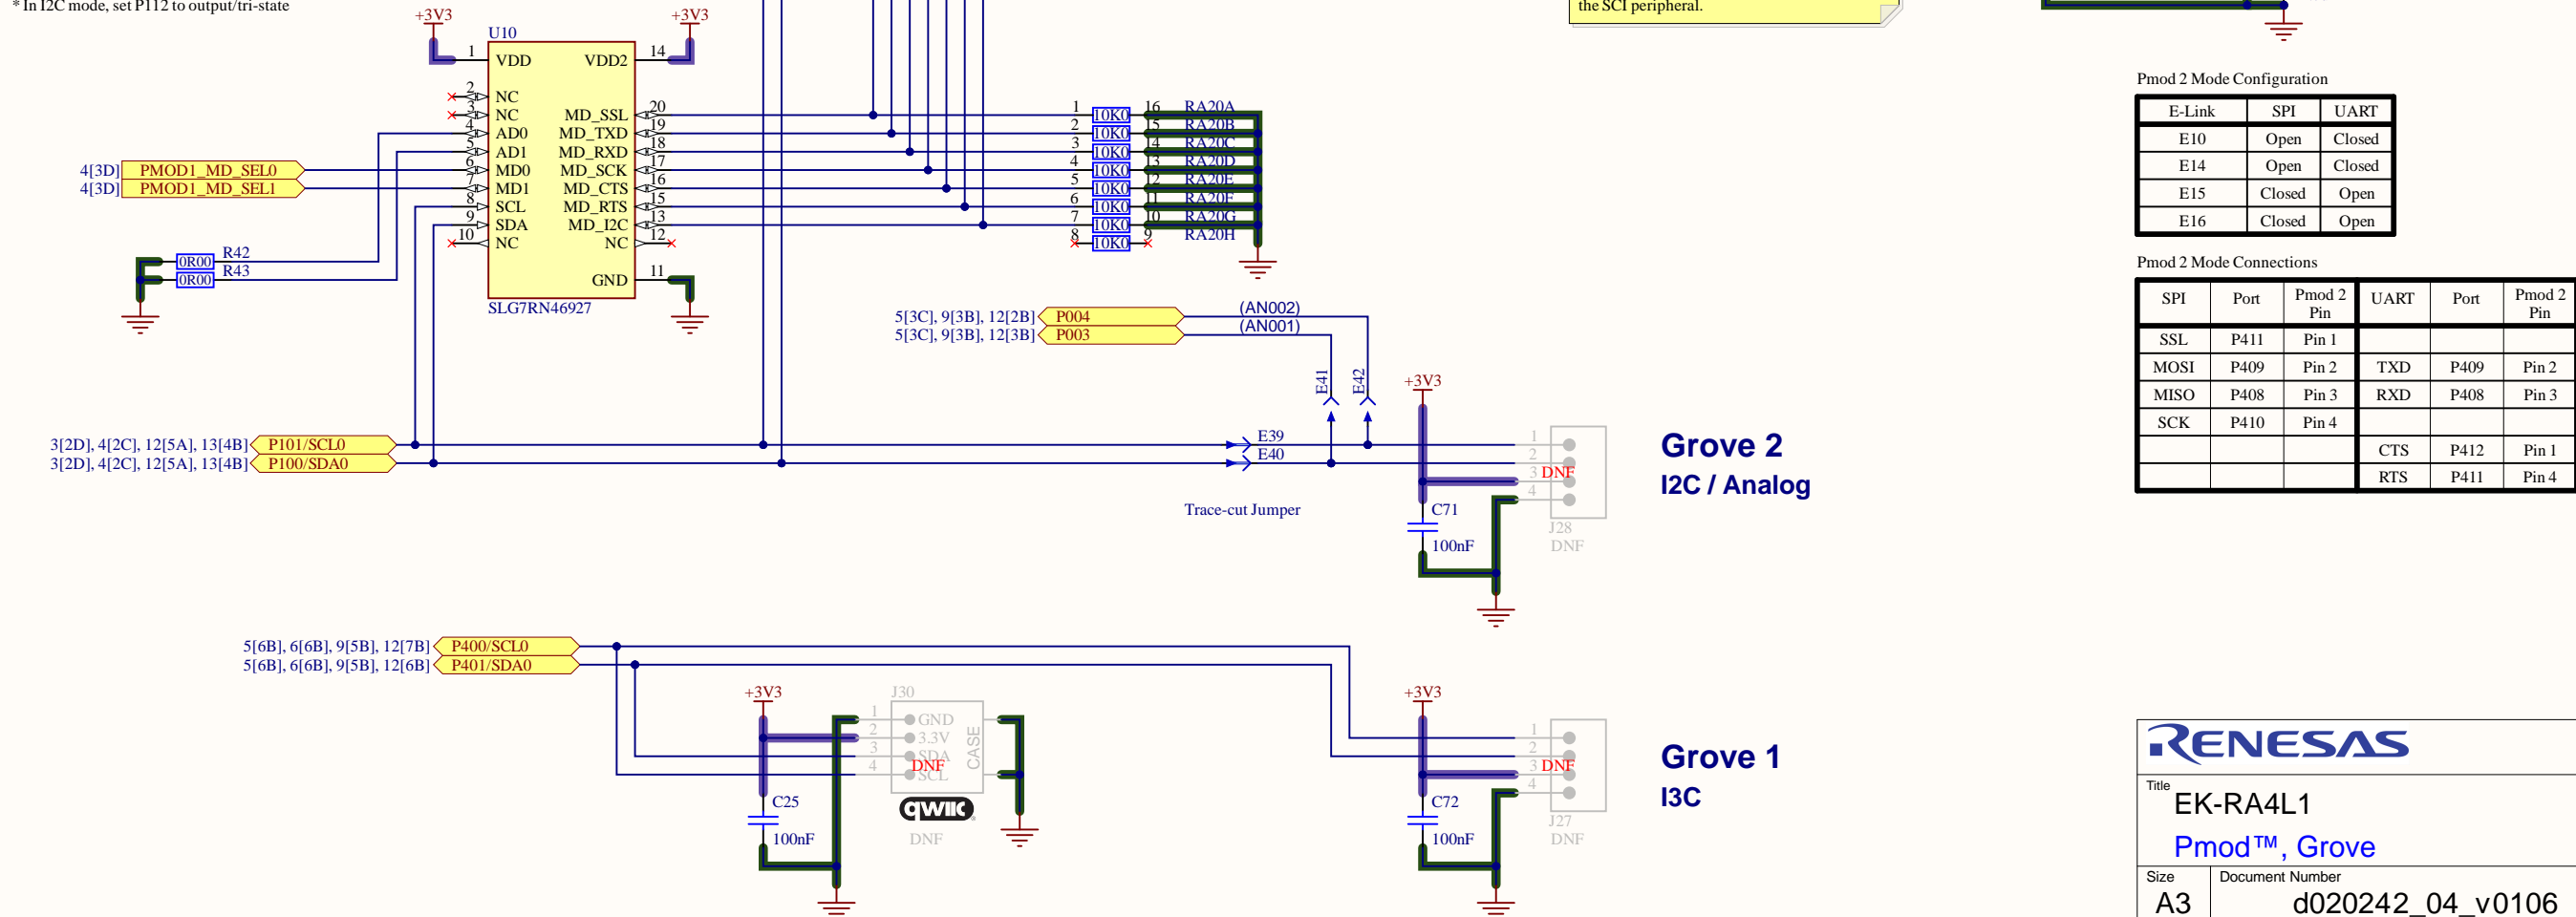 * In I2C mode, set P112 to output/tri-state
the SCI peripheral.
+3V3
+3V3
U10
1 VDD VDD2 14
2 NC
3 NC MD_SSL 20
4 AD0 MD_TXD 19
5 AD1 MD_RXD 18
6 MD0 MD_SCK 17
7 MD1 MD_CTS 16
8 SCL MD_RTS 15
9 SDA MD_I2C 13
10 NC NC 12
GND 11
SLG7RN46927
4[3D] PMOD1_MD_SEL0
4[3D] PMOD1_MD_SEL1
0R00 R42
0R00 R43
1 10K0 16 RA20A
2 10K0 15 RA20B
3 10K0 14 RA20C
4 10K0 13 RA20D
5 10K0 12 RA20E
6 10K0 11 RA20F
7 10K0 10 RA20G
8 10K0 9 RA20H
5[3C], 9[3B], 12[2B] P004 (AN002)
5[3C], 9[3B], 12[3B] P003 (AN001)
E41
E42
+3V3
3[2D], 4[2C], 12[5A], 13[4B] P101/SCL0 E39 1
3[2D], 4[2C], 12[5A], 13[4B] P100/SDA0 E40 2
3 DNF
4
Trace-cut Jumper
C71
100nF
J28
DNF
Grove 2
I2C / Analog
5[6B], 6[6B], 9[5B], 12[7B] P400/SCL0
5[6B], 6[6B], 9[5B], 12[6B] P401/SDA0
+3V3
J30
1 GND
2 3.3V
3 SDA
DNF
4 SCL
CASE
C25
100nF
qwiic
DNF
+3V3
1
2
3 DNF
4
C72
100nF
J27
DNF
Grove 1
I3C
Pmod 2 Mode Configuration
E-Link SPI UART
E10 Open Closed
E14 Open Closed
E15 Closed Open
E16 Closed Open
Pmod 2 Mode Connections
SPI Port Pmod 2 Pin UART Port Pmod 2 Pin
SSL P411 Pin 1
MOSI P409 Pin 2 TXD P409 Pin 2
MISO P408 Pin 3 RXD P408 Pin 3
SCK P410 Pin 4
CTS P412 Pin 1
RTS P411 Pin 4
RENESAS
Title
EK-RA4L1
Pmod™, Grove
Size Document Number
A3 d020242_04_v0106